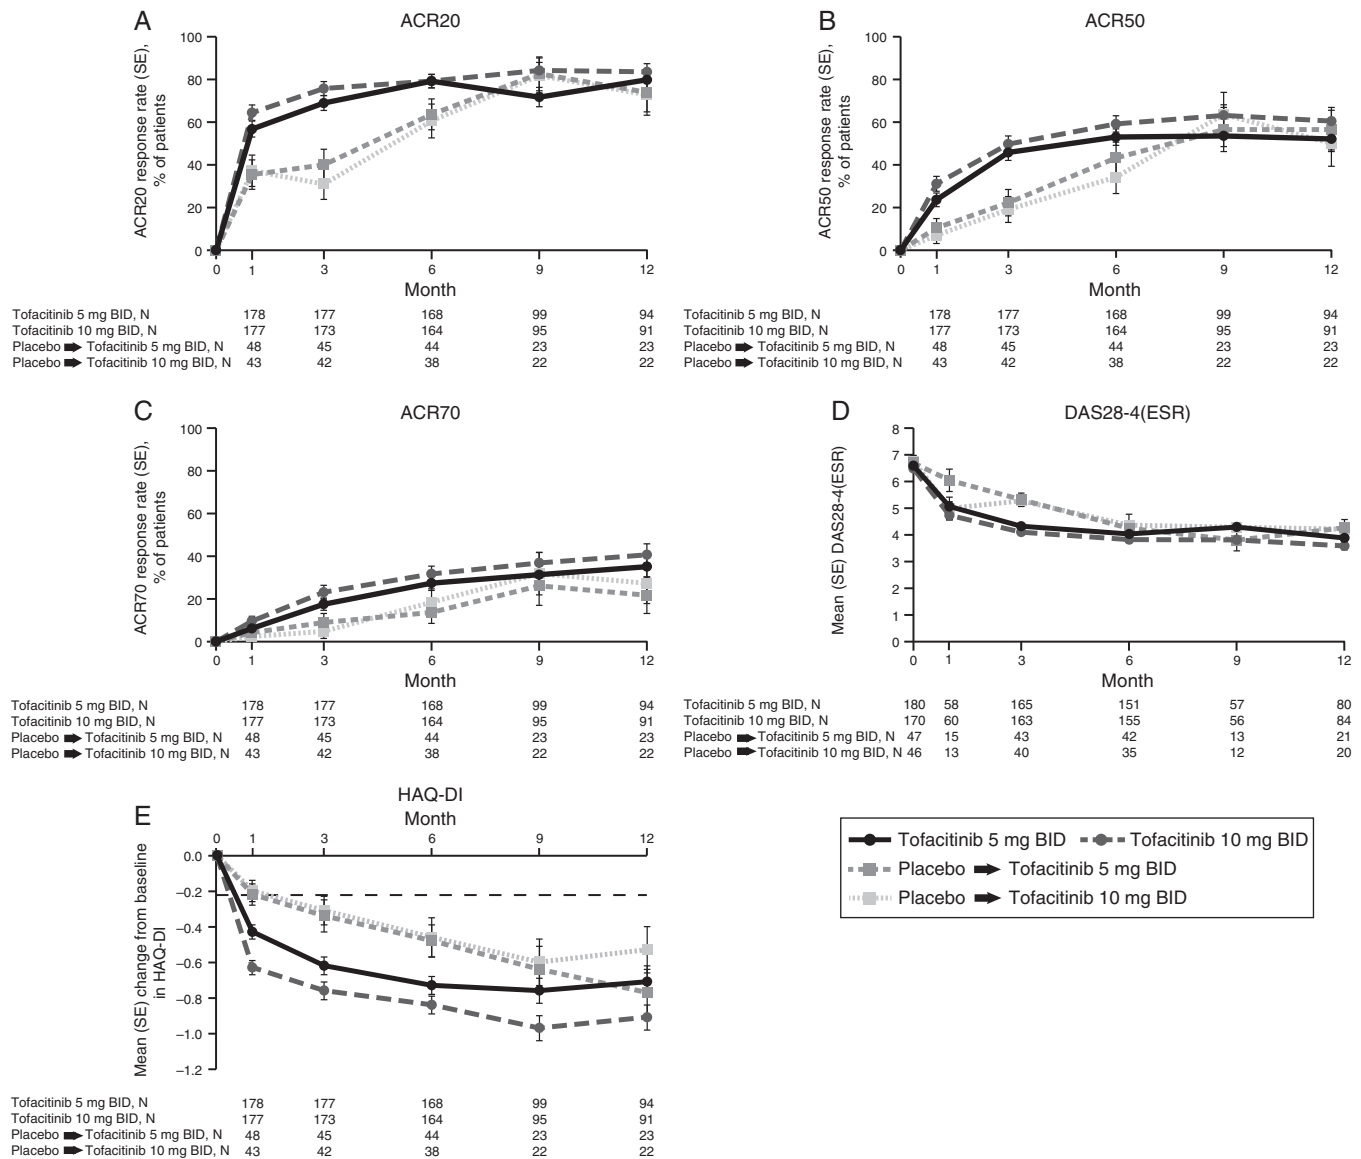 A
ACR20
ACR20 response rate (SE),
% of patients
100
80
60
40
20
0
0 1 3 6 9 12
Month
Tofacitinib 5 mg BID, N 178 177 168 99 94
Tofacitinib 10 mg BID, N 177 173 164 95 91
Placebo Tofacitinib 5 mg BID, N 48 45 44 23 23
Placebo Tofacitinib 10 mg BID, N 43 42 38 22 22
B
ACR50
ACR50 response rate (SE),
% of patients
100
80
60
40
20
0
0 1 3 6 9 12
Month
Tofacitinib 5 mg BID, N 178 177 168 99 94
Tofacitinib 10 mg BID, N 177 173 164 95 91
Placebo Tofacitinib 5 mg BID, N 48 45 44 23 23
Placebo Tofacitinib 10 mg BID, N 43 42 38 22 22
C
ACR70
ACR70 response rate (SE),
% of patients
100
80
60
40
20
0
0 1 3 6 9 12
Month
Tofacitinib 5 mg BID, N 178 177 168 99 94
Tofacitinib 10 mg BID, N 177 173 164 95 91
Placebo Tofacitinib 5 mg BID, N 48 45 44 23 23
Placebo Tofacitinib 10 mg BID, N 43 42 38 22 22
D
DAS28-4(ESR)
Mean (SE) DAS28-4(ESR)
8
7
6
5
4
3
2
1
0
0 1 3 6 9 12
Month
Tofacitinib 5 mg BID, N 180 58 165 151 57 80
Tofacitinib 10 mg BID, N 170 60 163 155 56 84
Placebo Tofacitinib 5 mg BID, N 47 15 43 42 13 21
Placebo Tofacitinib 10 mg BID, N 46 13 40 35 12 20
E
HAQ-DI
Month
0 1 3 6 9 12
Mean (SE) change from baseline
in HAQ-DI
0.0
−0.2
−0.4
−0.6
−0.8
−1.0
−1.2
Tofacitinib 5 mg BID, N 178 177 168 99 94
Tofacitinib 10 mg BID, N 177 173 164 95 91
Placebo Tofacitinib 5 mg BID, N 48 45 44 23 23
Placebo Tofacitinib 10 mg BID, N 43 42 38 22 22
Tofacitinib 5 mg BID Tofacitinib 10 mg BID
Placebo Tofacitinib 5 mg BID
Placebo Tofacitinib 10 mg BID